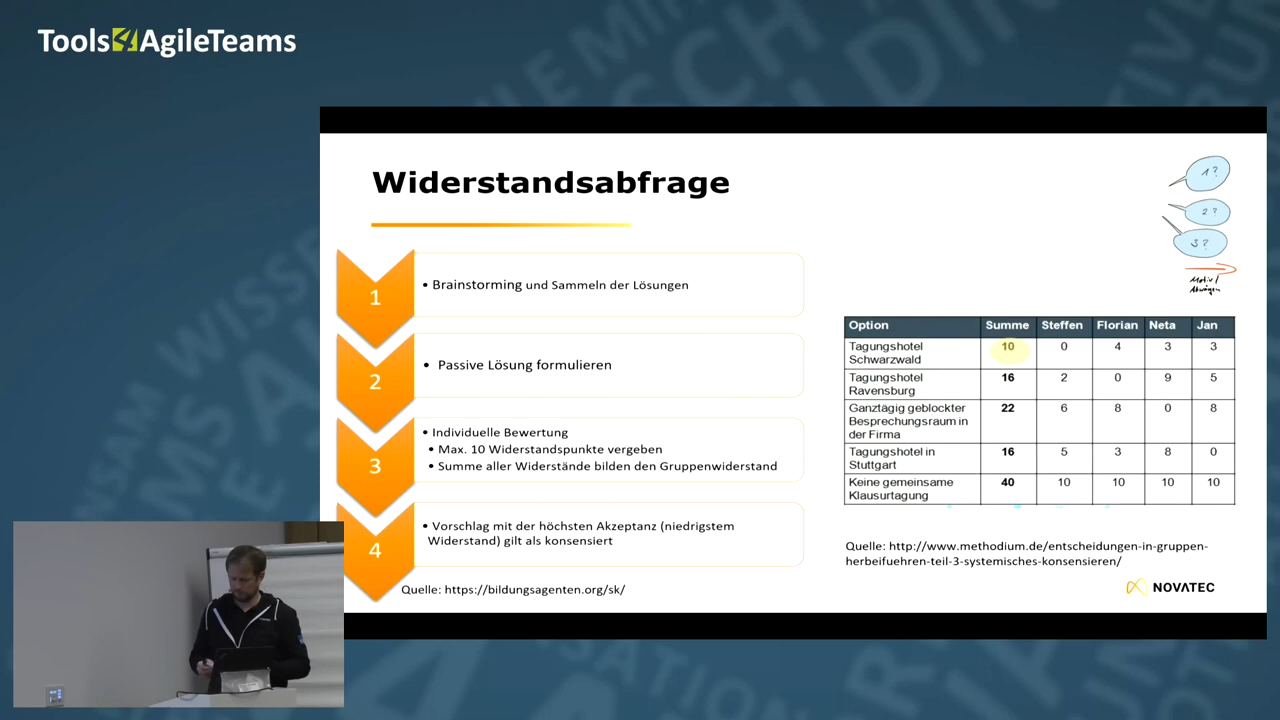 Tools4AgileTeams
Widerstandsabfrage
1?
2?
3?
1
• Brainstorming und Sammeln der Lösungen
2
• Passive Lösung formulieren
3
• Individuelle Bewertung
• Max. 10 Widerstandspunkte vergeben
• Summe aller Widerstände bilden den Gruppenwiderstand
4
• Vorschlag mit der höchsten Akzeptanz (niedrigstem
Widerstand) gilt als konsensiert
Quelle: https://bildungsagenten.org/sk/
Option Summe Steffen Florian Neta Jan
Tagungshotel
Schwarzwald 10 0 4 3 3
Tagungshotel
Ravensburg 16 2 0 9 5
Ganztägig geblockter
Besprechungsraum in
der Firma 22 6 8 0 8
Tagungshotel in
Stuttgart 16 5 3 8 0
Keine gemeinsame
Klausurtagung 40 10 10 10 10
Quelle: http://www.methodium.de/entscheidungen-in-gruppen-
herbeifuehren-teil-3-systemisches-konsensieren/
NOVATEC